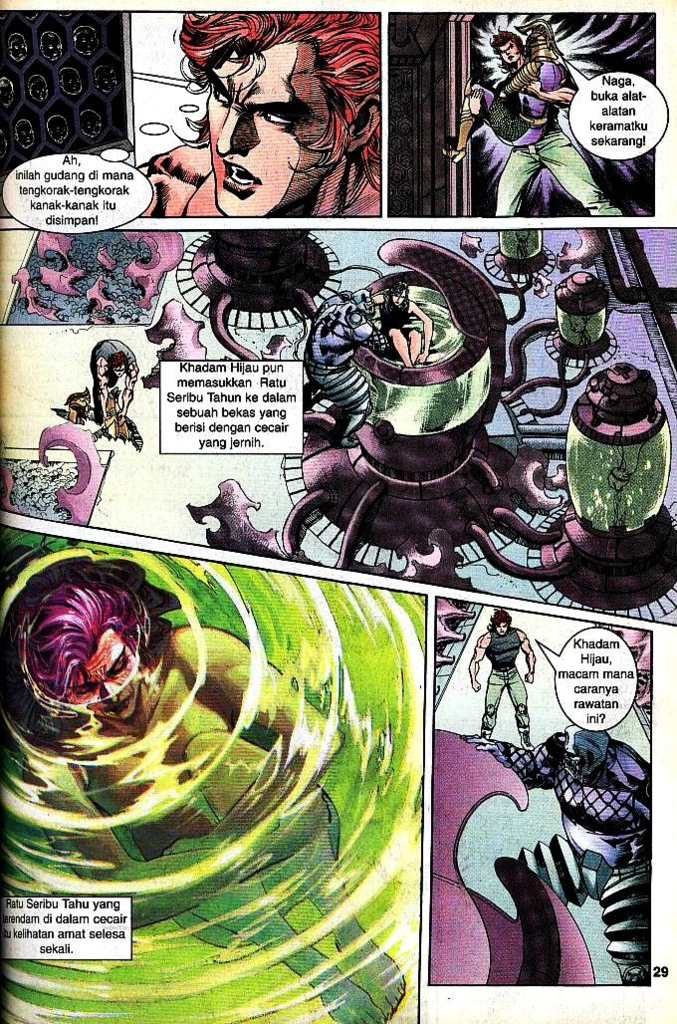 Ah,
inilah gudang di mana
tengkorak-tengkorak
kanak-kanak itu
disimpan!
Naga,
buka alat-
alatan
keramatku
sekarang!
Khadam Hijau pun
memasukkan Ratu
Seribu Tahun ke dalam
sebuah bekas yang
berisi dengan cecair
yang jernih.
Ratu Seribu Tahu yang
terendam di dalam cecair
itu kelihatan amat selesa
sekali.
Khadam
Hijau,
macam mana
caranya
rawatan
ini?
29